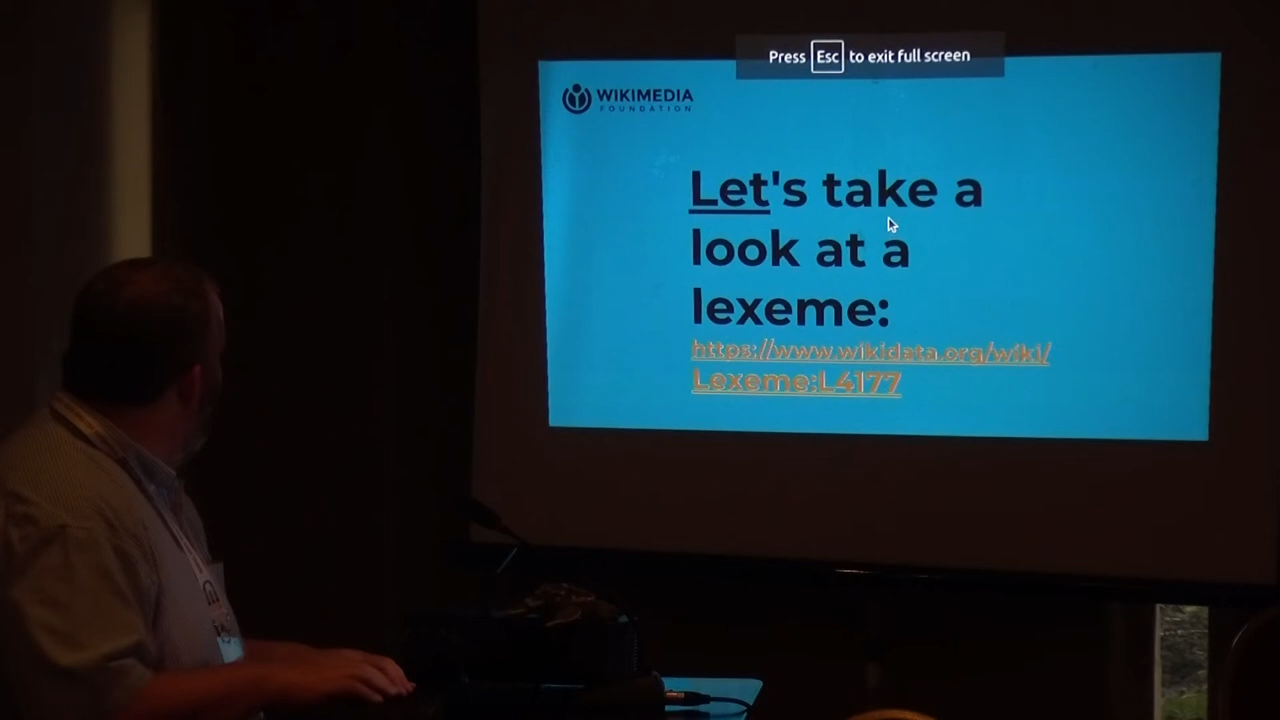 Press Esc to exit full screen
WIKIMEDIA
FOUNDATION
Let's take a
look at a
lexeme:
https://www.wikidata.org/wiki/
Lexeme:L4177